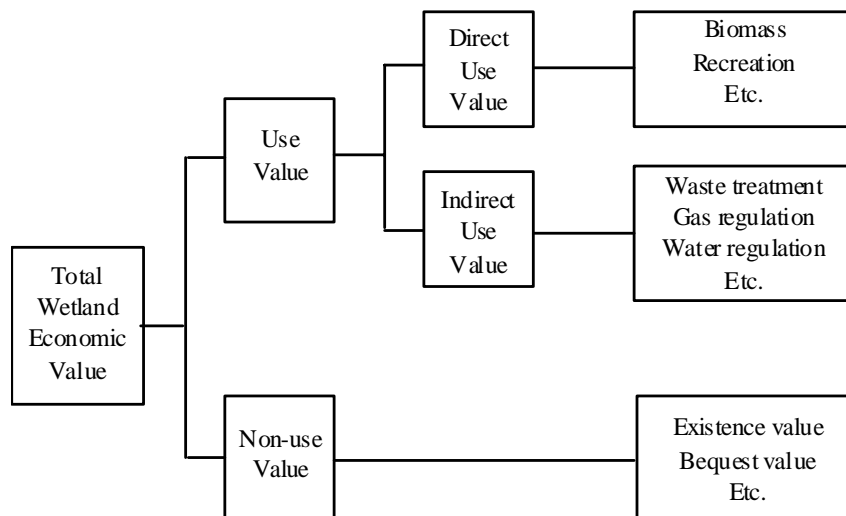 Total
Wetland
Economic
Value
Use
Value
Direct
Use
Value
Biomass
Recreation
Etc.
Indirect
Use
Value
Waste treatment
Gas regulation
Water regulation
Etc.
Non-use
Value
Existence value
Bequest value
Etc.